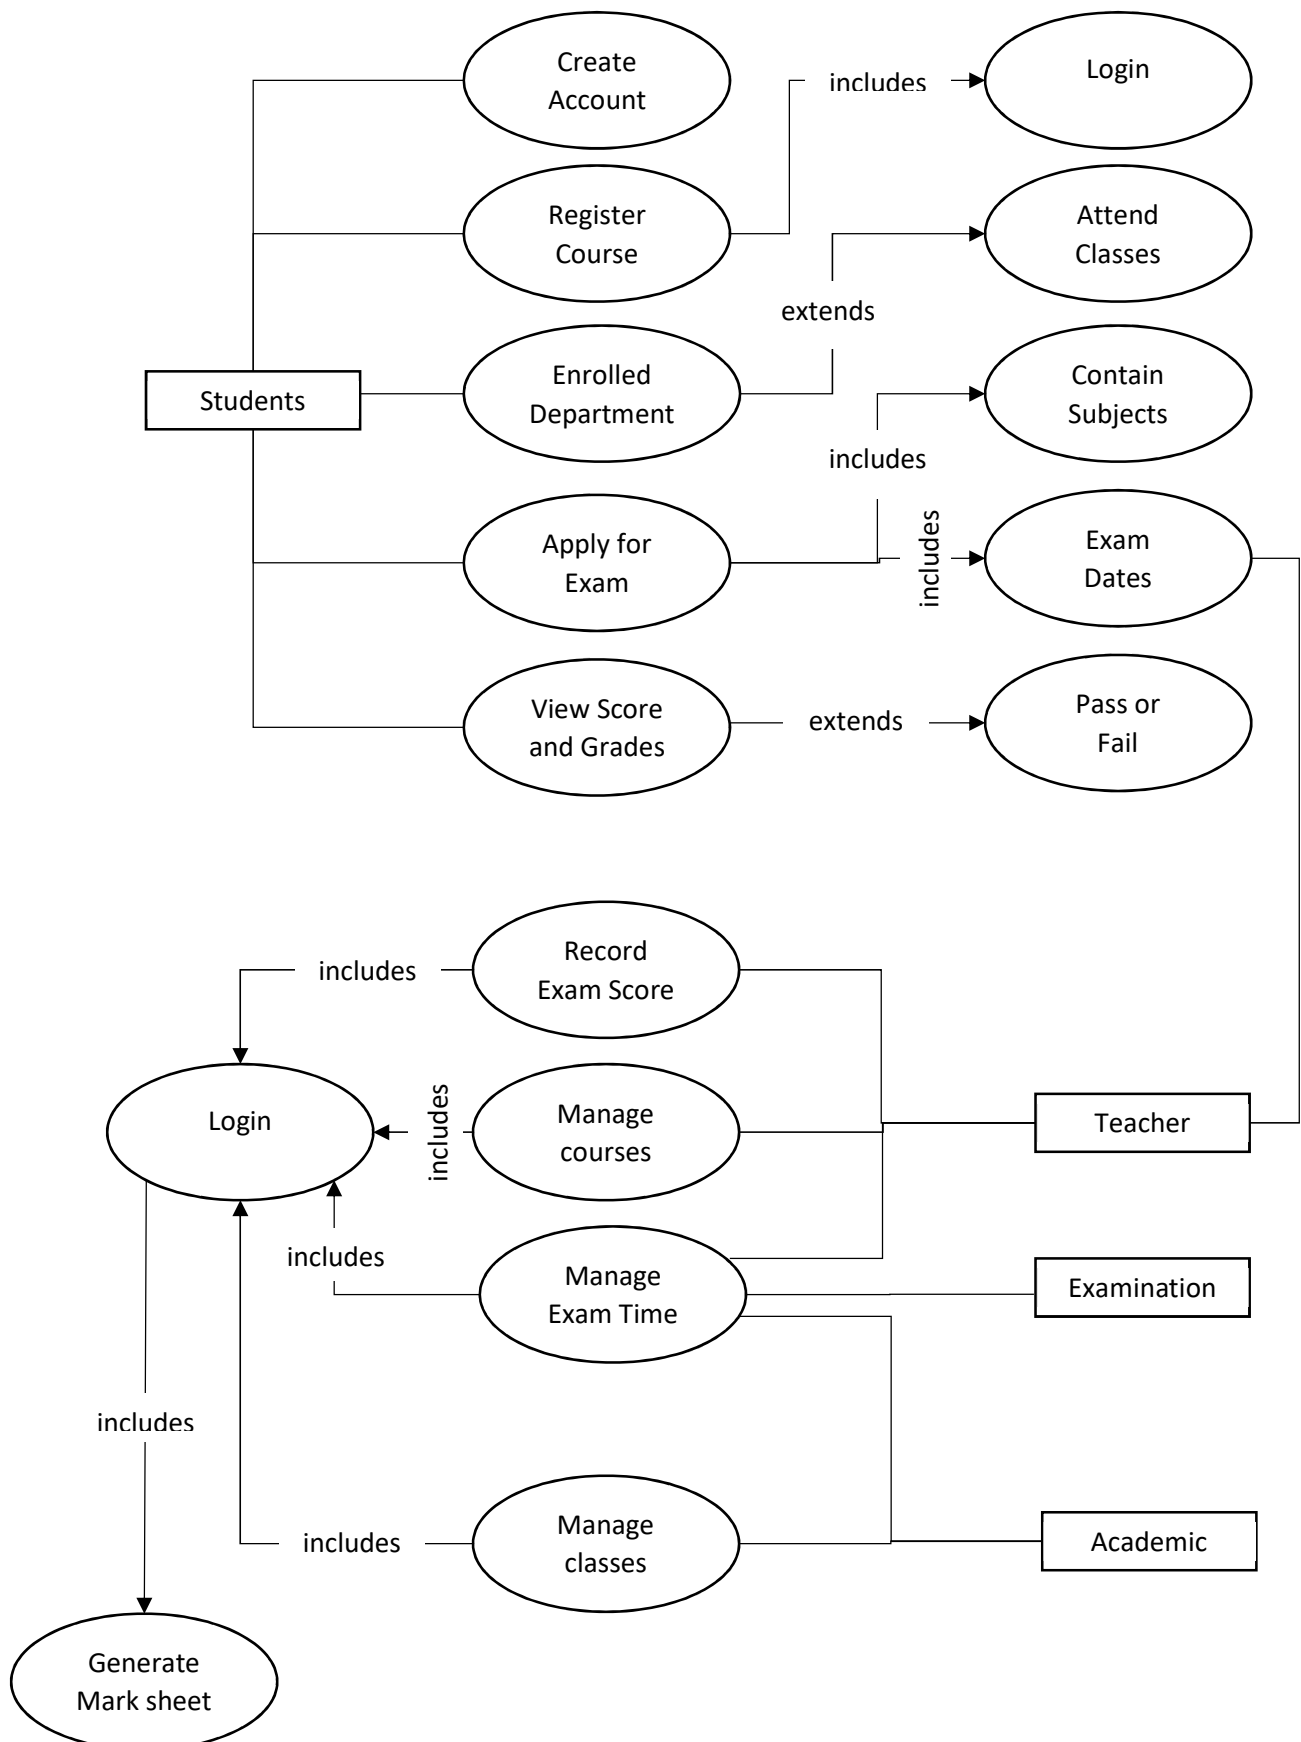 Create
Account
includes
Login
Register
Course
Attend
Classes
extends
Students
Enrolled
Department
Contain
Subjects
includes
Apply for
Exam
includes
Exam
Dates
View Score
and Grades
extends
Pass or
Fail
Record
Exam Score
includes
Login
includes
Manage
courses
Teacher
includes
Manage
Exam Time
Examination
includes
includes
Manage
classes
Academic
Generate
Mark sheet